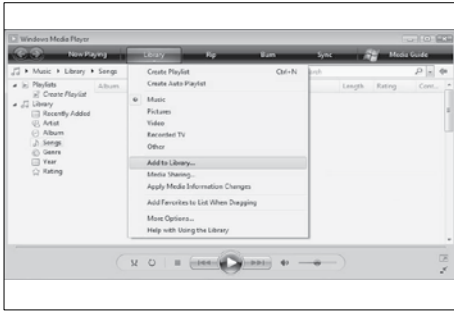 Windows Media Player
Now Playing
Library
Rip
Burn
Sync
Media Guide
Music ▸ Library ▸ Songs
Playlists
Create Playlist
Library
Recently Added
Artist
Album
Songs
Genre
Year
Rating
Album
Create Playlist Ctrl+N
Create Auto Playlist
Music
Pictures
Video
Recorded TV
Other
Add to Library...
Media Sharing...
Apply Media Information Changes
Add Favorites to List When Dragging
More Options...
Help with Using the Library
Length
Rating